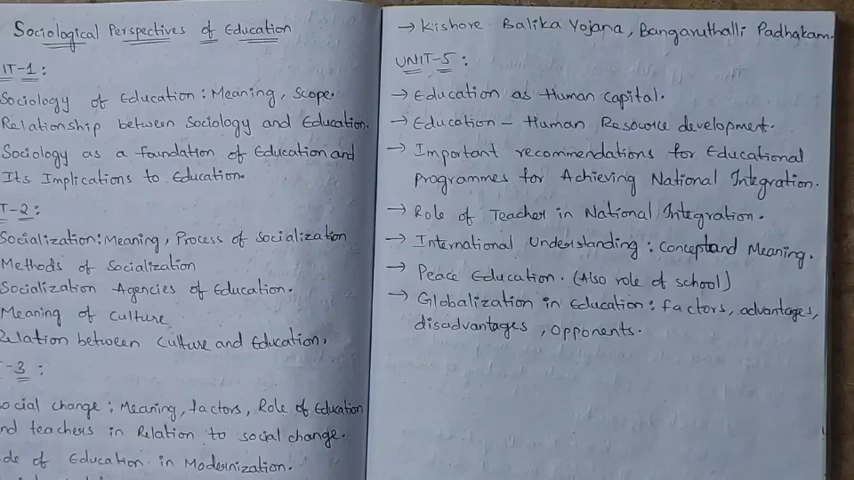 Sociological Perspectives of Education
IT-1:
Sociology of Education: Meaning, Scope.
Relationship between Sociology and Education.
Sociology as a foundation of Education and
Its Implications to Education.
T-2:
Socialization: Meaning, Process of Socialization
Methods of Socialization
Socialization Agencies of Education.
Meaning of culture
Relation between Culture and Education.
T-3:
ocial change: Meaning, factors, Role of Education
nd teachers in Relation to social change.
of Education in Modernization.
→ Kishore Balika Yojana, Bangaruthalli Padhakam.
UNIT-5:
→ Education as Human Capital.
→ Education - Human Resource development.
→ Important recommendations for Educational
Programmes for Achieving National Integration.
→ Role of Teacher in National Integration.
→ International Understanding: Concept and Meaning.
→ Peace Education. (Also role of school)
→ Globalization in Education: factors, advantages,
disadvantages, opponents.